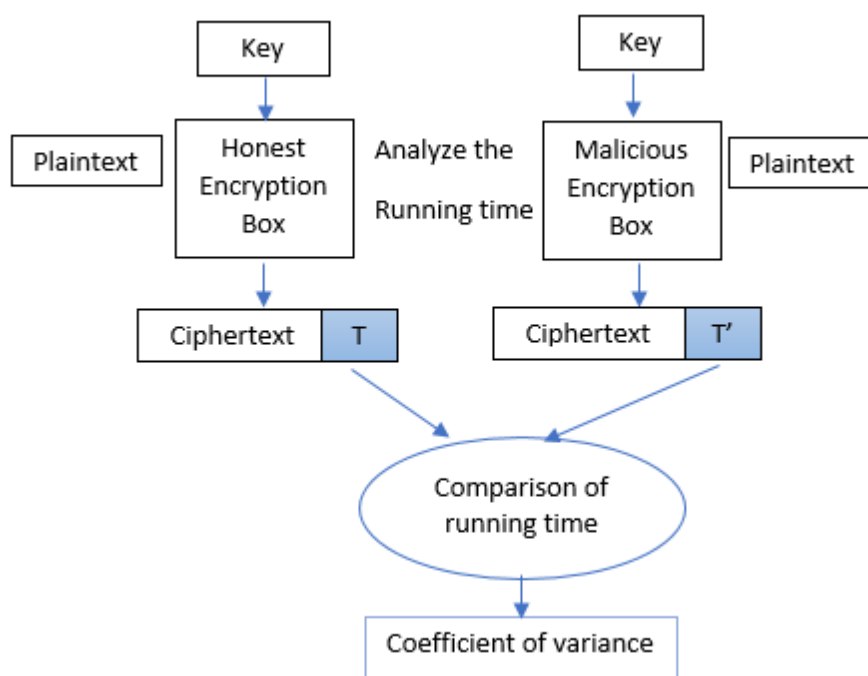 Key
Key
Plaintext
Honest
Encryption
Box
Analyze the
Running time
Malicious
Encryption
Box
Plaintext
Ciphertext
T
Ciphertext
T’
Comparison of
running time
Coefficient of variance